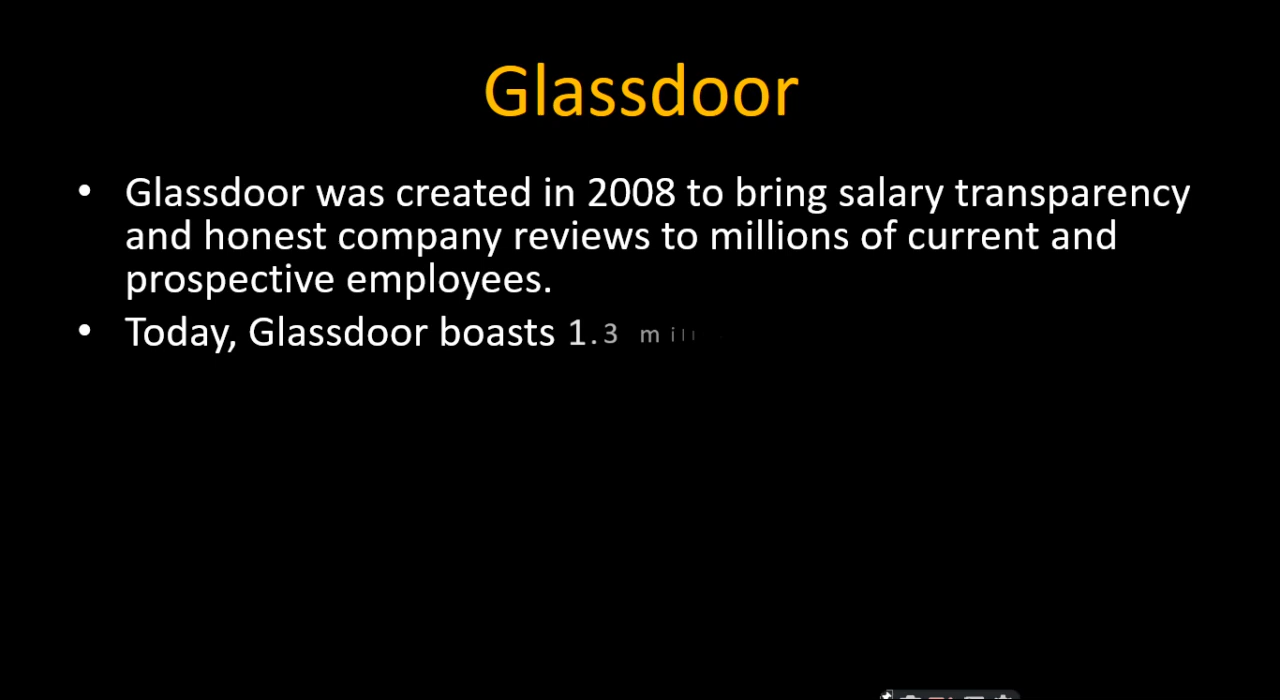 Glassdoor
• Glassdoor was created in 2008 to bring salary transparency
and honest company reviews to millions of current and
prospective employees.
• Today, Glassdoor boasts 1.3